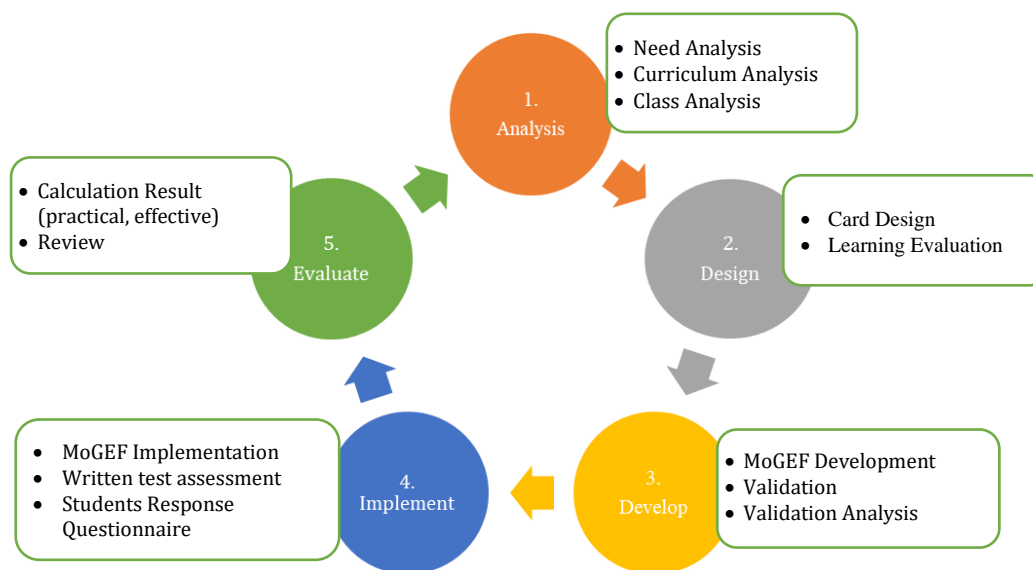 1.
Analysis
• Need Analysis
• Curriculum Analysis
• Class Analysis
2.
Design
• Card Design
• Learning Evaluation
3.
Develop
• MoGEF Development
• Validation
• Validation Analysis
4.
Implement
• MoGEF Implementation
• Written test assessment
• Students Response
Questionnaire
5.
Evaluate
• Calculation Result
(practical, effective)
• Review